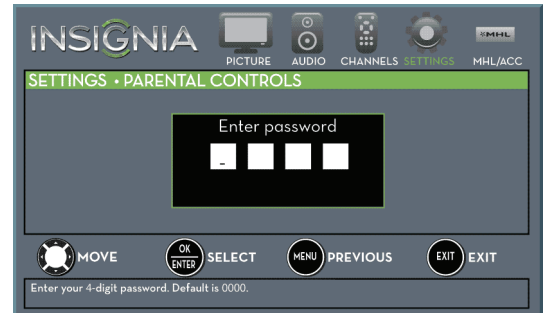 INSIGNIA
PICTURE AUDIO CHANNELS SETTINGS MHL/ACC
MHL
SETTINGS • PARENTAL CONTROLS
Enter password
_
MOVE OK ENTER SELECT MENU PREVIOUS EXIT EXIT
Enter your 4-digit password. Default is 0000.